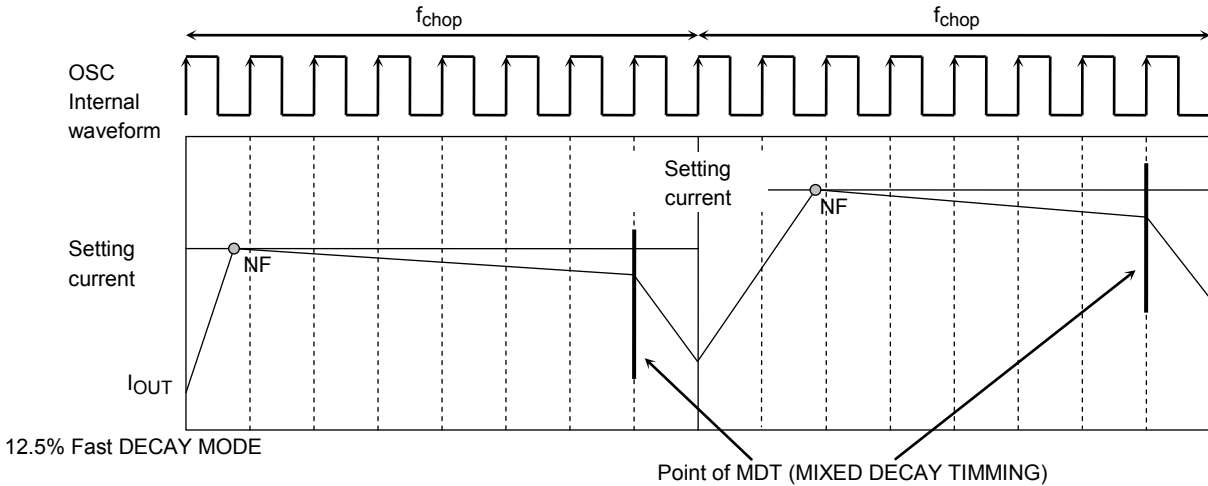 fchop
fchop
OSC
Internal
waveform
Setting
current
NF
Setting
current
NF
IOUT
12.5% Fast DECAY MODE
Point of MDT (MIXED DECAY TIMMING)